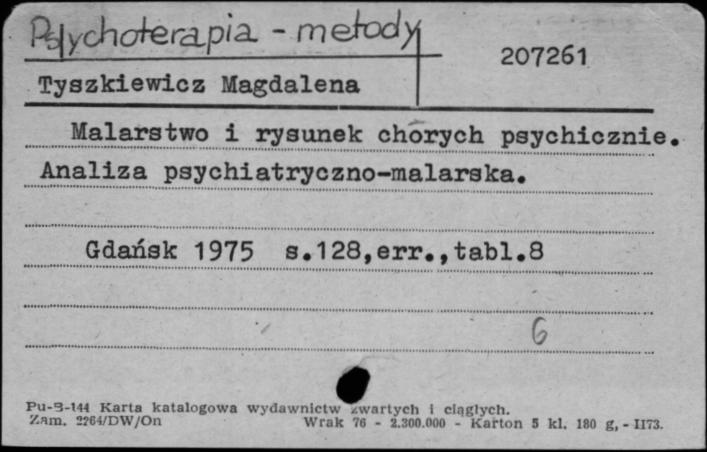 Psychoterapia - metody
207261
Tyszkiewicz Magdalena
Malarstwo i rysunek chorych psychicznie.
Analiza psychiatryczno-malarska.
Gdańsk 1975 s.128,err.,tabl.8
6
Pu-B-144 Karta katalogowa wydawnictw zwartych i ciągłych.
Zam. 2264/DW/On Wrak 76 - 2.300.000 - Karton 5 kl. 180 g, - II73.